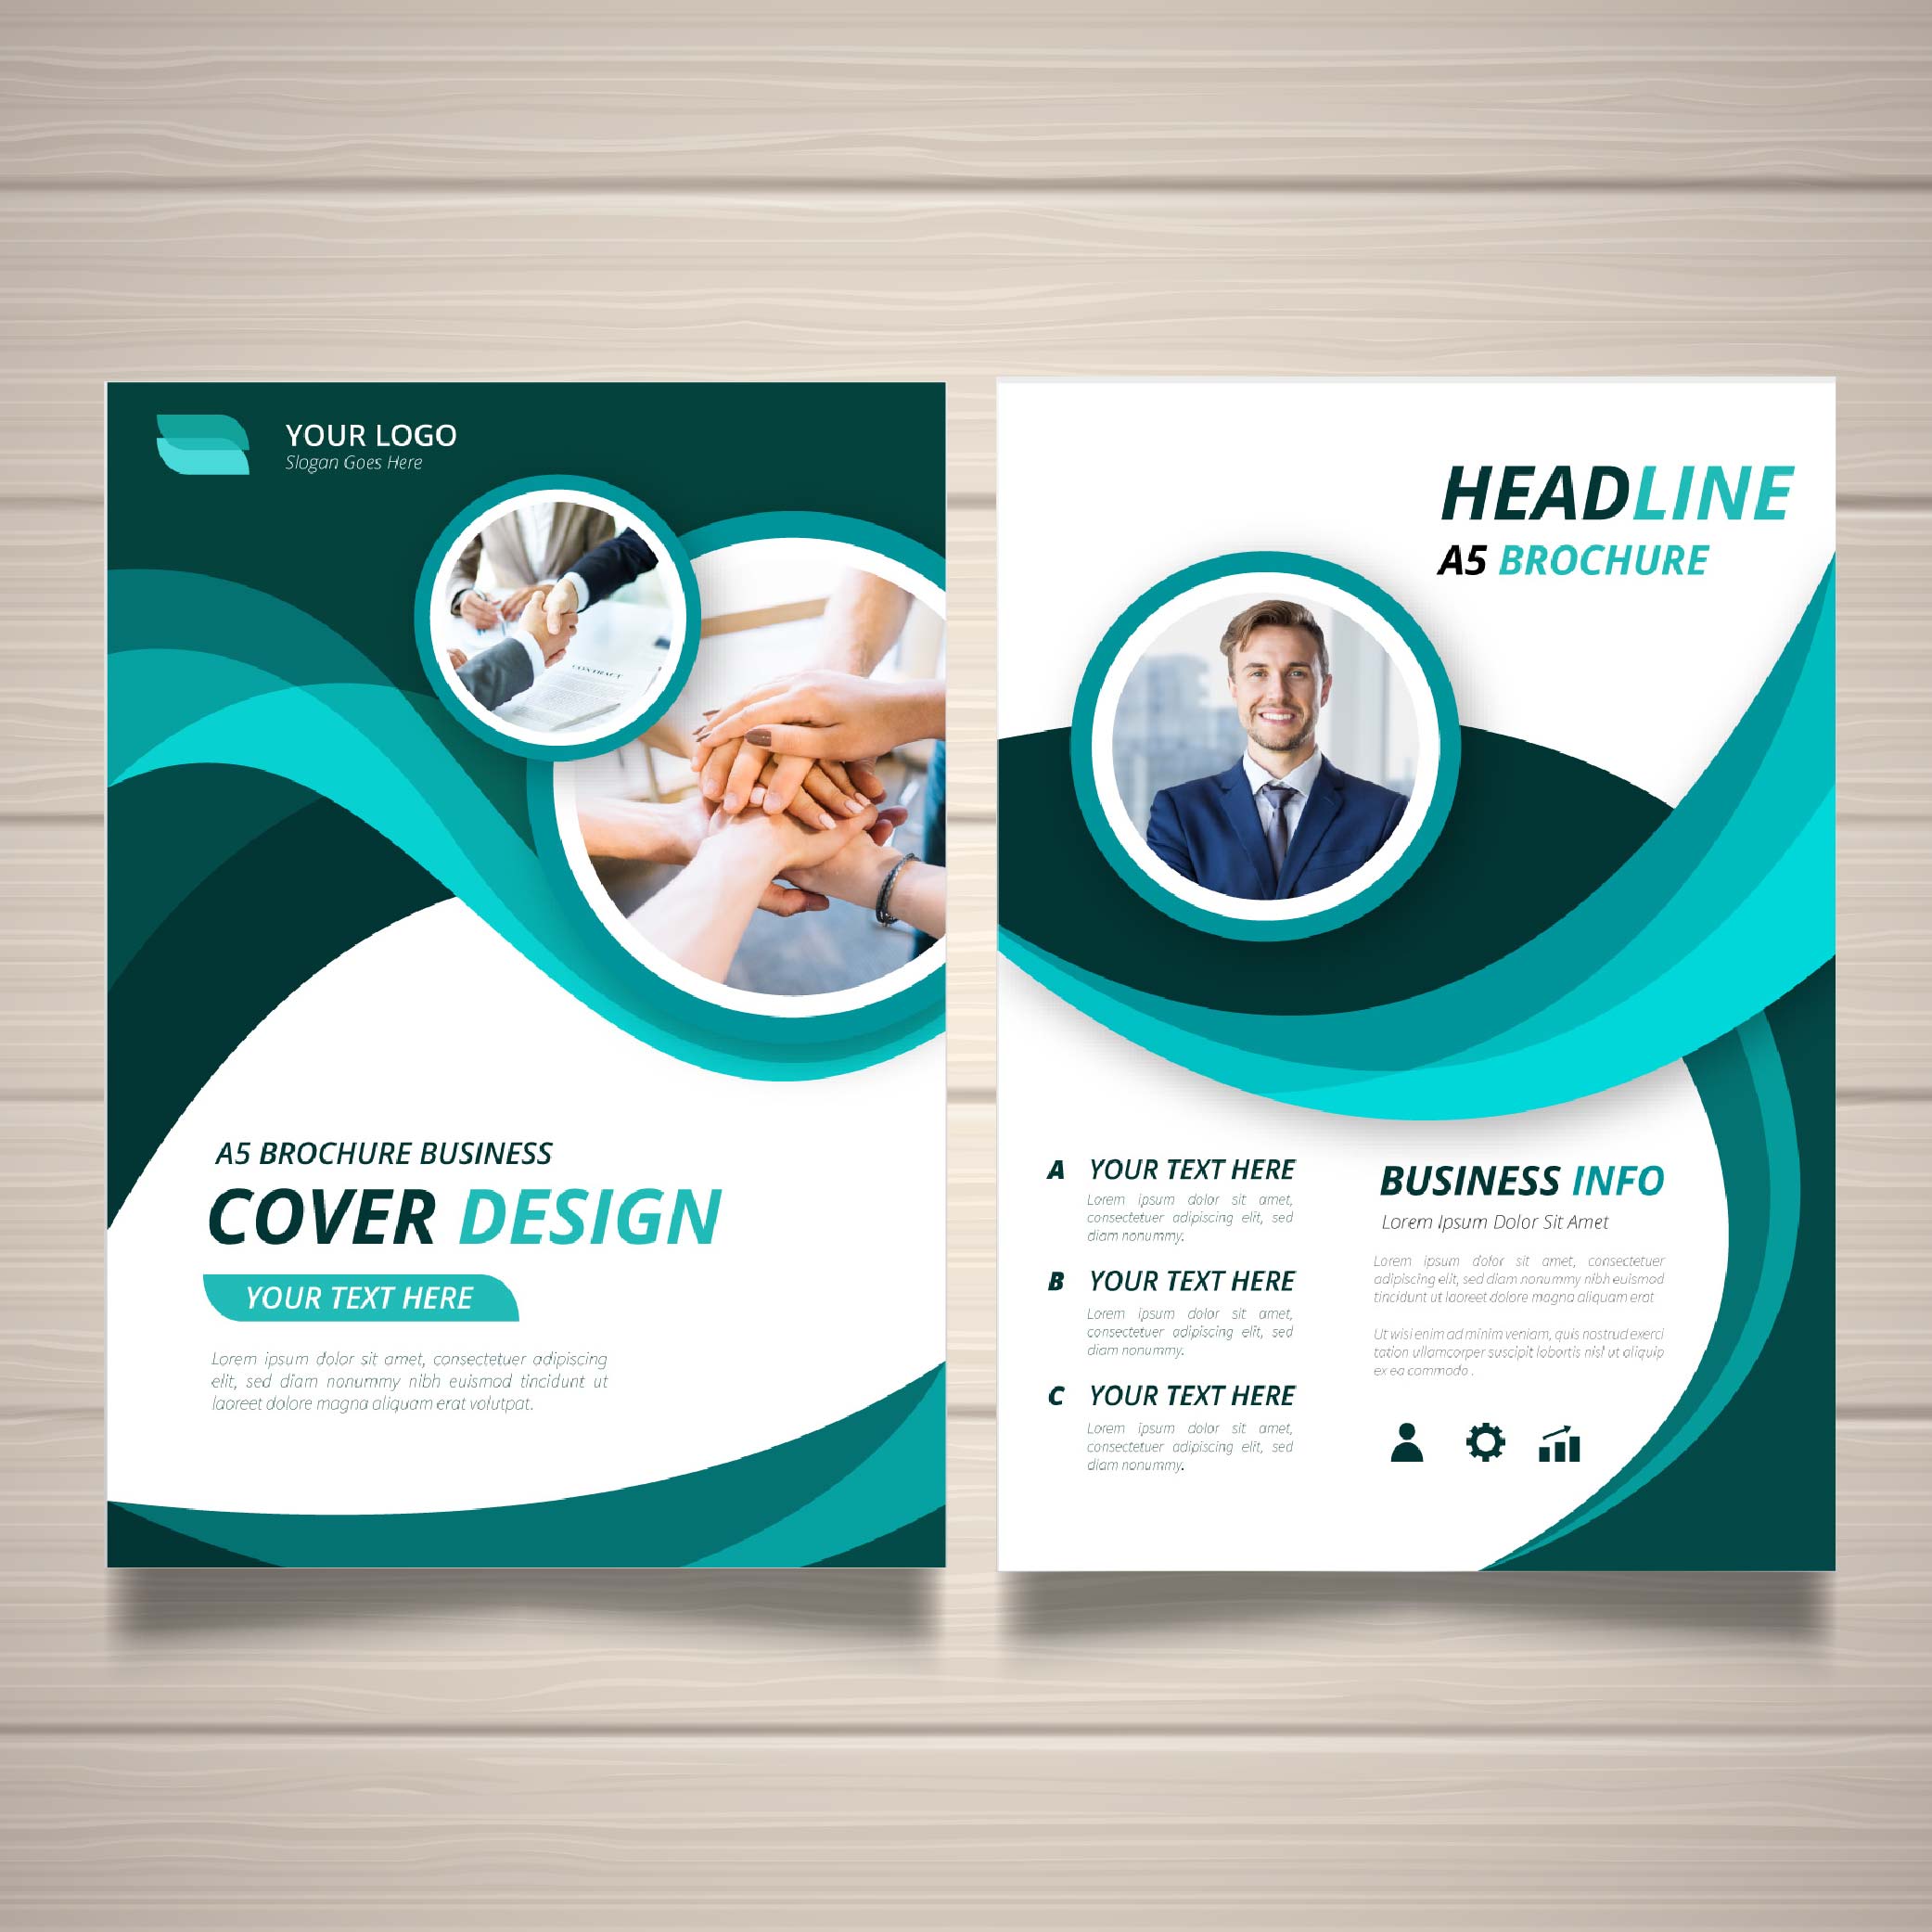 YOUR LOGO
Slogan Goes Here
CONTRACT
A5 BROCHURE BUSINESS
COVER DESIGN
YOUR TEXT HERE
Lorem ipsum dolor sit amet, consectetuer adipiscing
elit, sed diam nonummy nibh euismod tincidunt ut
laoreet dolore magna aliquam erat volutpat.
HEADLINE
A5 BROCHURE
A YOUR TEXT HERE
Lorem ipsum dolor sit amet,
consectetuer adipiscing elit, sed
diam nonummy.
B YOUR TEXT HERE
Lorem ipsum dolor sit amet,
consectetuer adipiscing elit, sed
diam nonummy.
C YOUR TEXT HERE
Lorem ipsum dolor sit amet,
consectetuer adipiscing elit, sed
diam nonummy.
BUSINESS INFO
Lorem Ipsum Dolor Sit Amet
Lorem ipsum dolor sit amet, consectetuer
adipiscing elit, sed diam nonummy nibh euismod
tincidunt ut laoreet dolore magna aliquam erat
Ut wisi enim ad minim veniam, quis nostrud exerci
tation ullamcorper suscipit lobortis nisl ut aliquip
ex ea commodo .